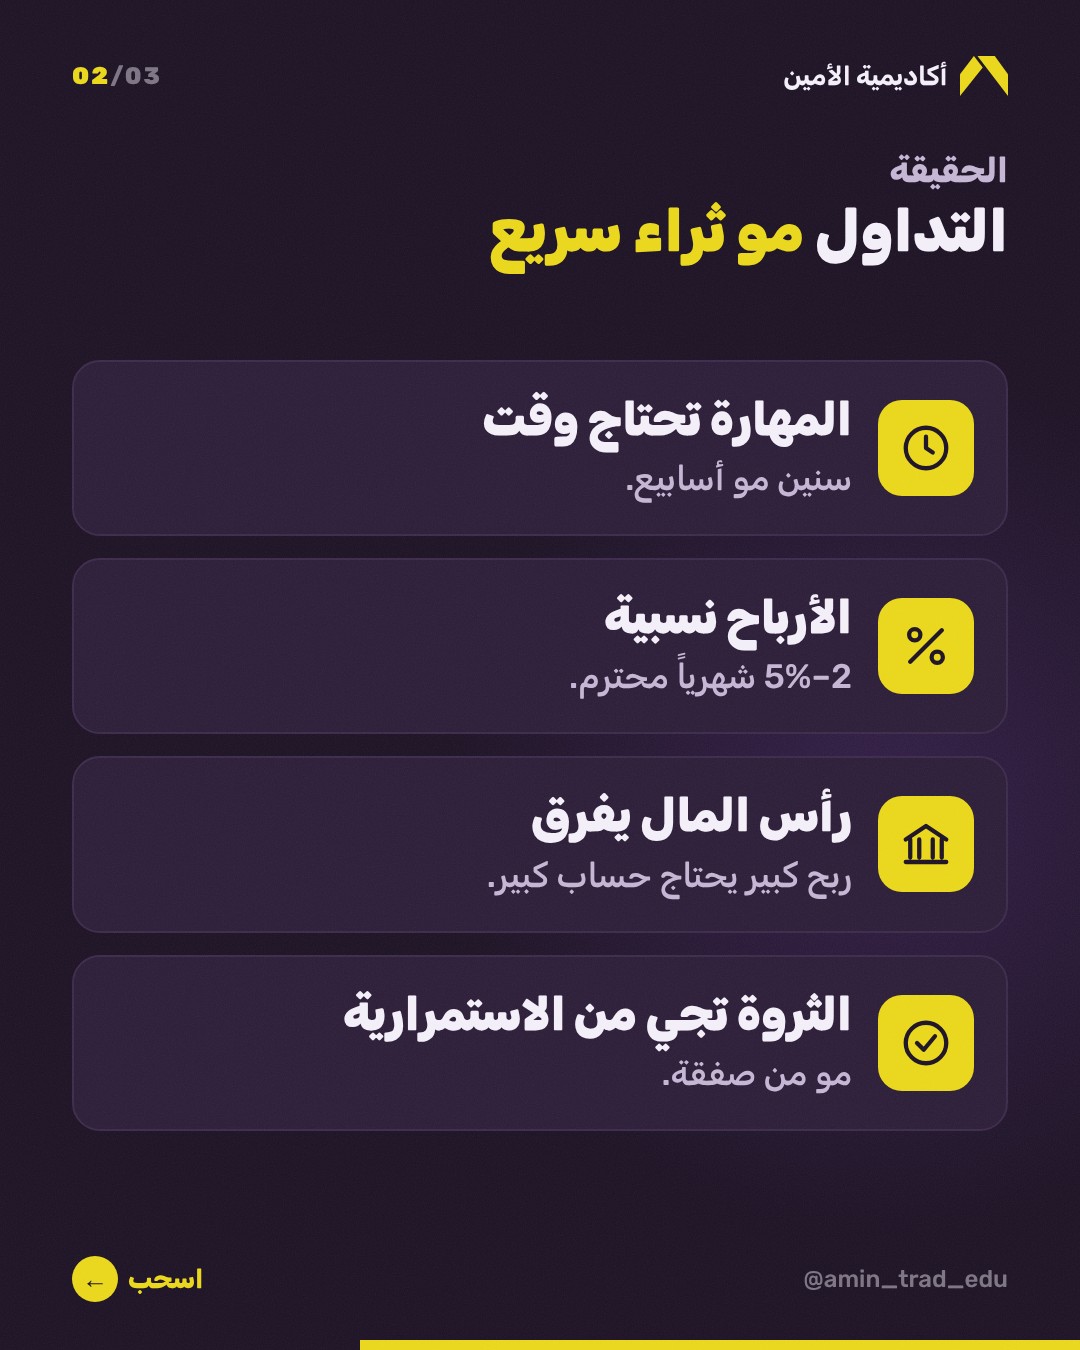 أكاديمية الأمين
02/03
الحقيقة
التداول مو ثراء سريع
المهارة تحتاج وقت
سنين مو أسابيع.
الأرباح نسبية
2–5% شهرياً محترم.
رأس المال يفرق
ربح كبير يحتاج حساب كبير.
الثروة تجي من الاستمرارية
مو من صفقة.
@amin_trad_edu
اسحب ←